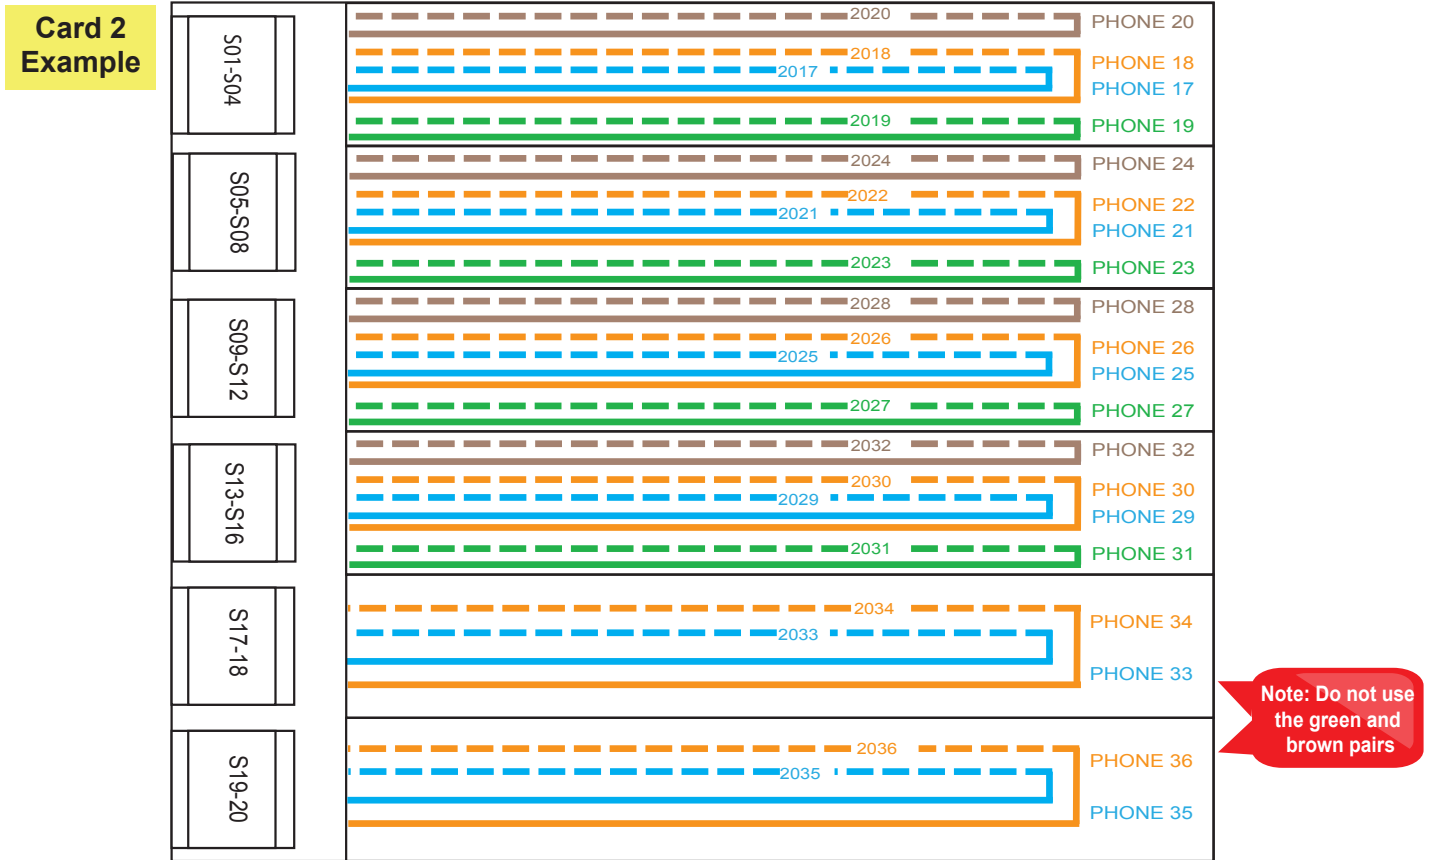 Card 2
Example
S01-S04
2020
PHONE 20
2018
PHONE 18
2017
PHONE 17
2019
PHONE 19
S05-S08
2024
PHONE 24
2022
PHONE 22
2021
PHONE 21
2023
PHONE 23
S09-S12
2028
PHONE 28
2026
PHONE 26
2025
PHONE 25
2027
PHONE 27
S13-S16
2032
PHONE 32
2030
PHONE 30
2029
PHONE 29
2031
PHONE 31
S17-18
2034
PHONE 34
2033
PHONE 33
Note: Do not use
the green and
brown pairs
S19-20
2036
PHONE 36
2035
PHONE 35